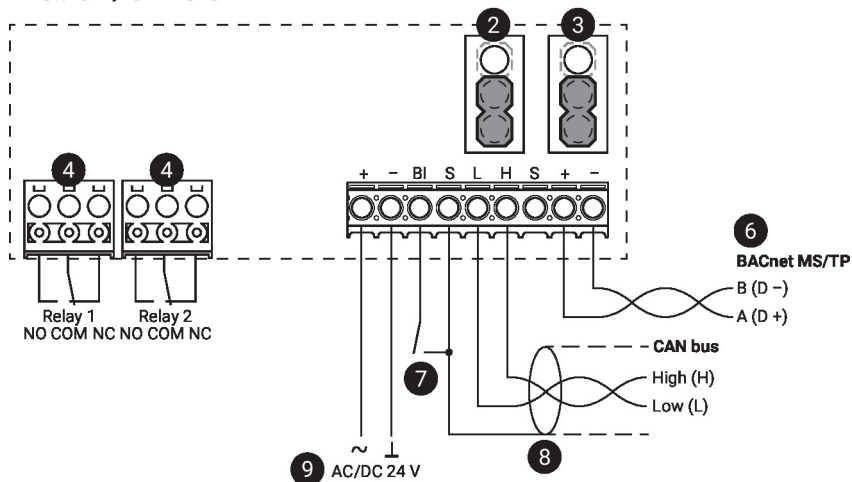 2 3
4 4
+ − BI S L H S + −
6
BACnet MS/TP
B (D −)
A (D +)
Relay 1 Relay 2
NO COM NC NO COM NC
CAN bus
7
High (H)
Low (L)
8
9 AC/DC 24 V